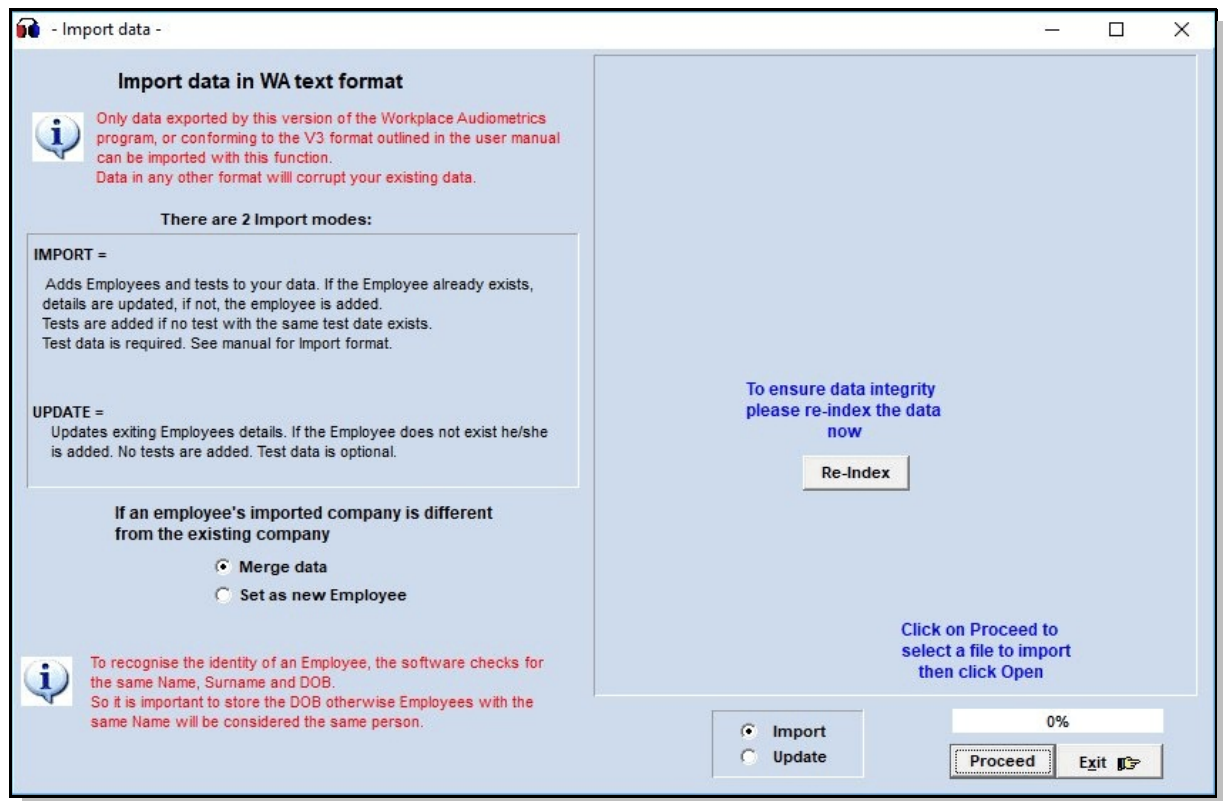 - Import data -
Import data in WA text format
Only data exported by this version of the Workplace Audiometrics
program, or conforming to the V3 format outlined in the user manual
can be imported with this function.
Data in any other format willl corrupt your existing data.
There are 2 Import modes:
IMPORT =
Adds Employees and tests to your data. If the Employee already exists,
details are updated, if not, the employee is added.
Tests are added if no test with the same test date exists.
Test data is required. See manual for Import format.
UPDATE =
Updates exiting Employees details. If the Employee does not exist he/she
is added. No tests are added. Test data is optional.
If an employee's imported company is different
from the existing company
Merge data
Set as new Employee
To recognise the identity of an Employee, the software checks for
the same Name, Surname and DOB.
So it is important to store the DOB otherwise Employees with the
same Name will be considered the same person.
To ensure data integrity
please re-index the data
now
Re-Index
Click on Proceed to
select a file to import
then click Open
Import
Update
0%
Proceed
Exit